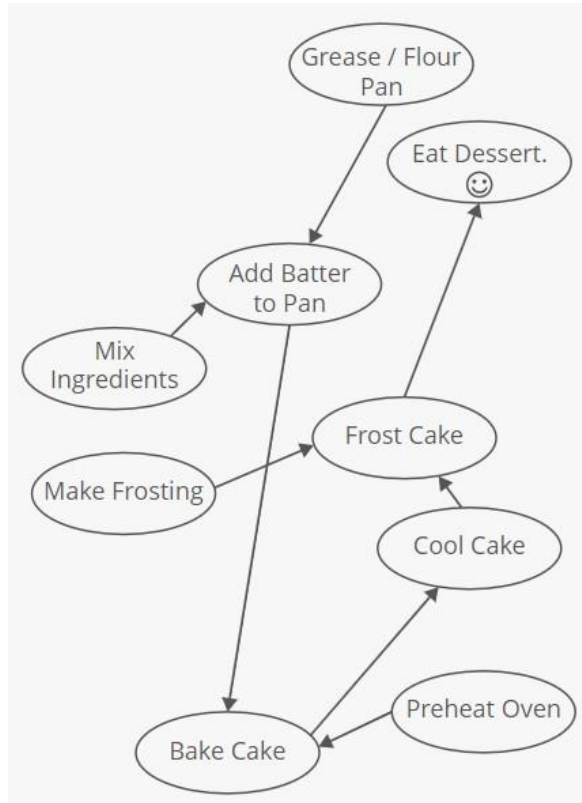 Grease / Flour
Pan
Eat Dessert.
☺
Add Batter
to Pan
Mix
Ingredients
Frost Cake
Make Frosting
Cool Cake
Preheat Oven
Bake Cake